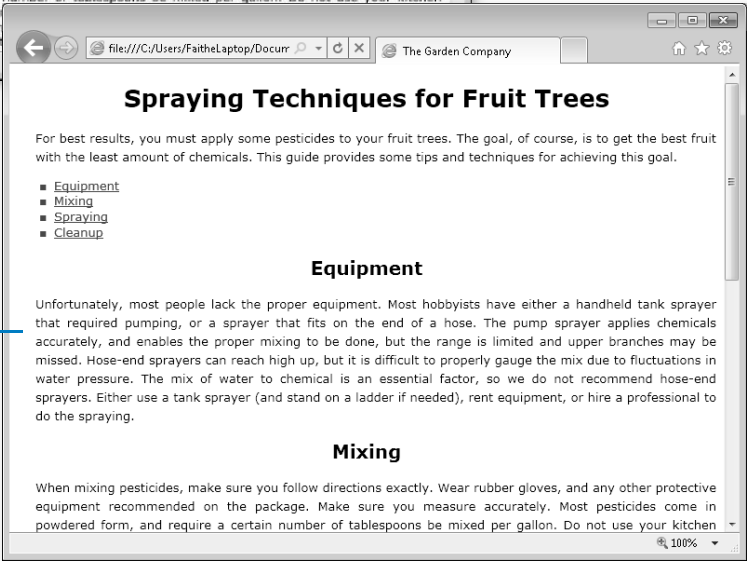 file:///C:/Users/FaitheLaptop/Docum
The Garden Company
Spraying Techniques for Fruit Trees
For best results, you must apply some pesticides to your fruit trees. The goal, of course, is to get the best fruit
with the least amount of chemicals. This guide provides some tips and techniques for achieving this goal.
Equipment
Mixing
Spraying
Cleanup
Equipment
Unfortunately, most people lack the proper equipment. Most hobbyists have either a handheld tank sprayer
that required pumping, or a sprayer that fits on the end of a hose. The pump sprayer applies chemicals
accurately, and enables the proper mixing to be done, but the range is limited and upper branches may be
missed. Hose-end sprayers can reach high up, but it is difficult to properly gauge the mix due to fluctuations in
water pressure. The mix of water to chemical is an essential factor, so we do not recommend hose-end
sprayers. Either use a tank sprayer (and stand on a ladder if needed), rent equipment, or hire a professional to
do the spraying.
Mixing
When mixing pesticides, make sure you follow directions exactly. Wear rubber gloves, and any other protective
equipment recommended on the package. Make sure you measure accurately. Most pesticides come in
powdered form, and require a certain number of tablespoons be mixed per gallon. Do not use your kitchen
100%